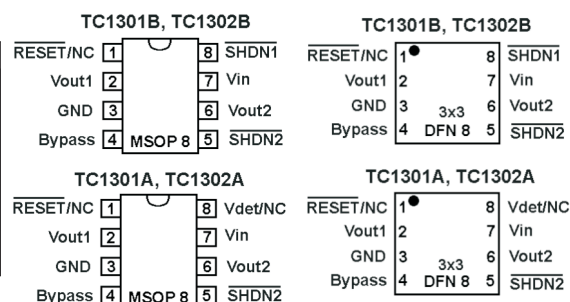 TC1301B, TC1302B
RESET/NC 1 8 SHDN1
Vout1 2 7 Vin
GND 3 6 Vout2
Bypass 4 MSOP 8 5 SHDN2
TC1301B, TC1302B
RESET/NC 1 8 SHDN1
Vout1 2 7 Vin
GND 3 6 Vout2
3x3
Bypass 4 DFN 8 5 SHDN2
TC1301A, TC1302A
RESET/NC 1 8 Vdet/NC
Vout1 2 7 Vin
GND 3 6 Vout2
Bypass 4 MSOP 8 5 SHDN2
TC1301A, TC1302A
RESET/NC 1 8 Vdet/NC
Vout1 2 7 Vin
GND 3 6 Vout2
3x3
Bypass 4 DFN 8 5 SHDN2